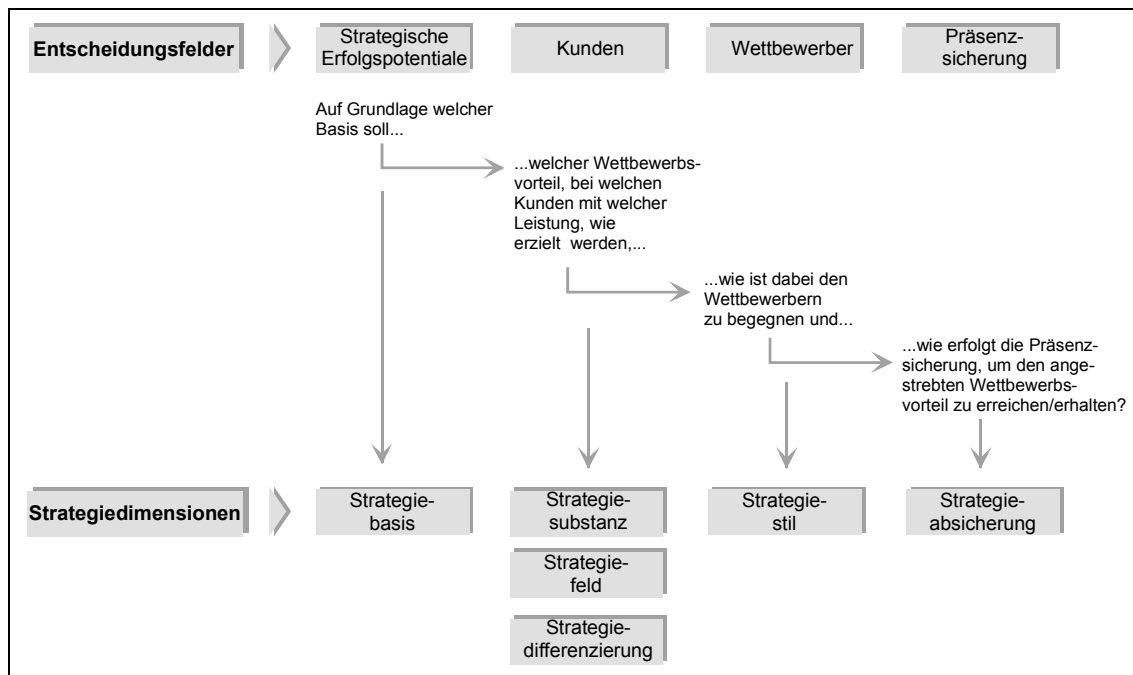 Entscheidungsfelder
Strategische
Erfolgspotentiale
Kunden
Wettbewerber
Präsenz-
sicherung
Auf Grundlage welcher
Basis soll...
...welcher Wettbewerbs-
vorteil, bei welchen
Kunden mit welcher
Leistung, wie
erzielt werden,...
...wie ist dabei den
Wettbewerbern
zu begegnen und...
...wie erfolgt die Präsenz-
sicherung, um den ange-
strebten Wettbewerbs-
vorteil zu erreichen/erhalten?
Strategiedimensionen
Strategie-
basis
Strategie-
substanz
Strategie-
stil
Strategie-
absicherung
Strategie-
feld
Strategie-
differenzierung